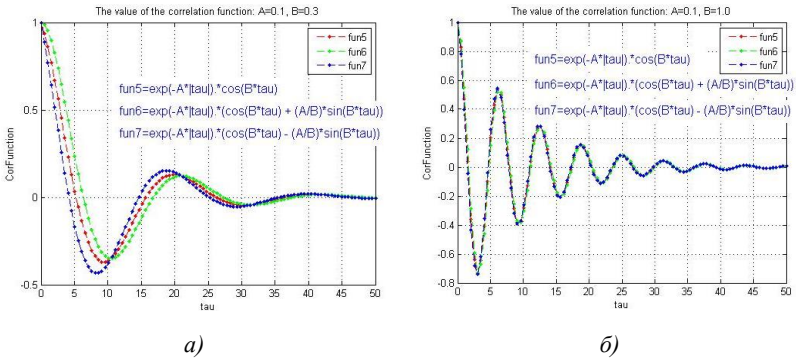 The value of the correlation function: A=0.1, B=0.3
1
0.5
0
-0.5
CorFunction
0 5 10 15 20 25 30 35 40 45 50
tau
fun5
fun6
fun7
fun5=exp(-A*|tau|).*cos(B*tau)
fun6=exp(-A*|tau|).*(cos(B*tau) + (A/B)*sin(B*tau))
fun7=exp(-A*|tau|).*(cos(B*tau) - (A/B)*sin(B*tau))
а)
The value of the correlation function: A=0.1, B=1.0
1
0.8
0.6
0.4
0.2
0
-0.2
-0.4
-0.6
-0.8
CorFunction
0 5 10 15 20 25 30 35 40 45 50
tau
fun5
fun6
fun7
fun5=exp(-A*|tau|).*cos(B*tau)
fun6=exp(-A*|tau|).*(cos(B*tau) + (A/B)*sin(B*tau))
fun7=exp(-A*|tau|).*(cos(B*tau) - (A/B)*sin(B*tau))
б)